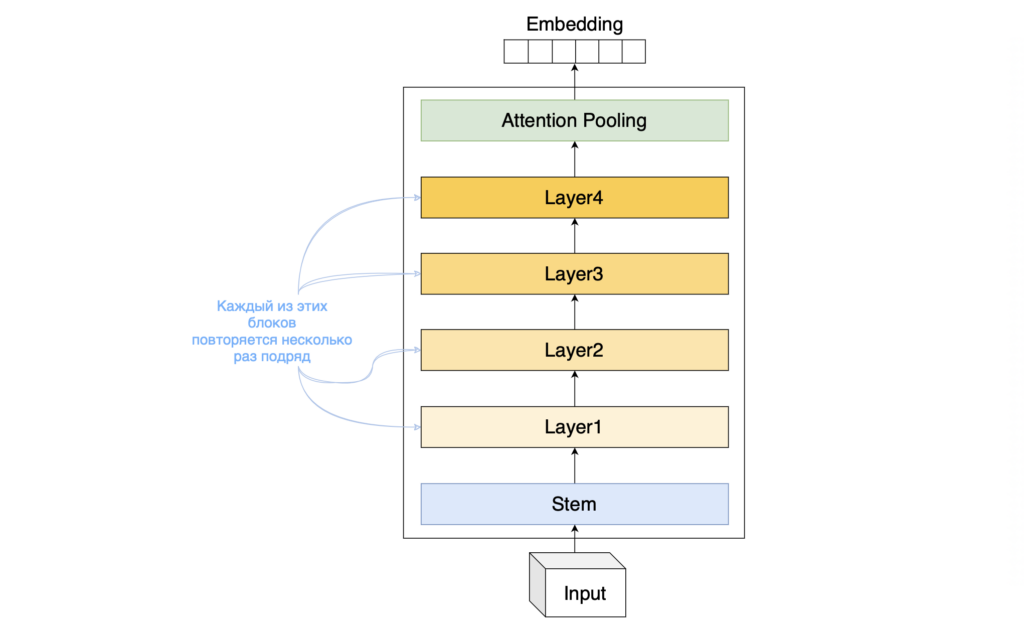 Embedding
Attention Pooling
Layer4
Layer3
Каждый из этих
блоков
повторяется несколько
раз подряд
Layer2
Layer1
Stem
Input